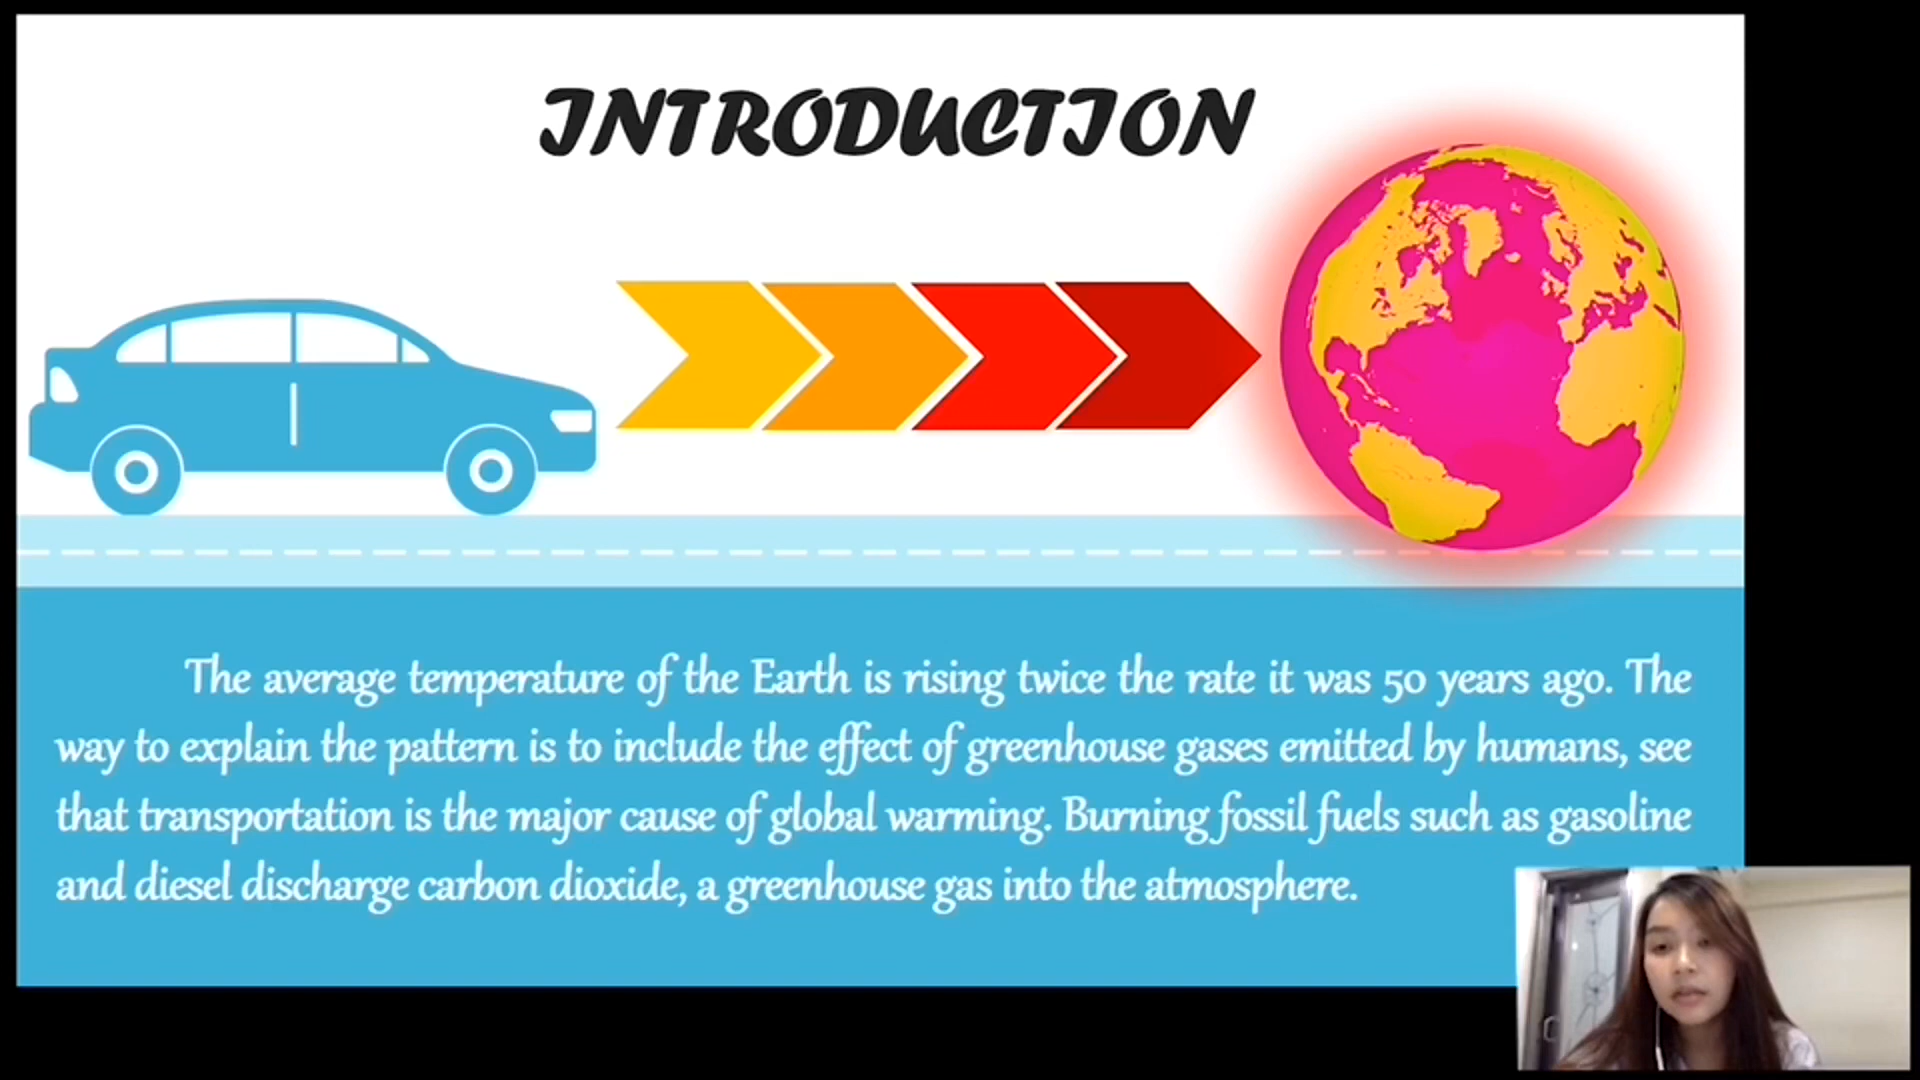 INTRODUCTION
The average temperature of the Earth is rising twice the rate it was 50 years ago. The
way to explain the pattern is to include the effect of greenhouse gases emitted by humans, see
that transportation is the major cause of global warming. Burning fossil fuels such as gasoline
and diesel discharge carbon dioxide, a greenhouse gas into the atmosphere.